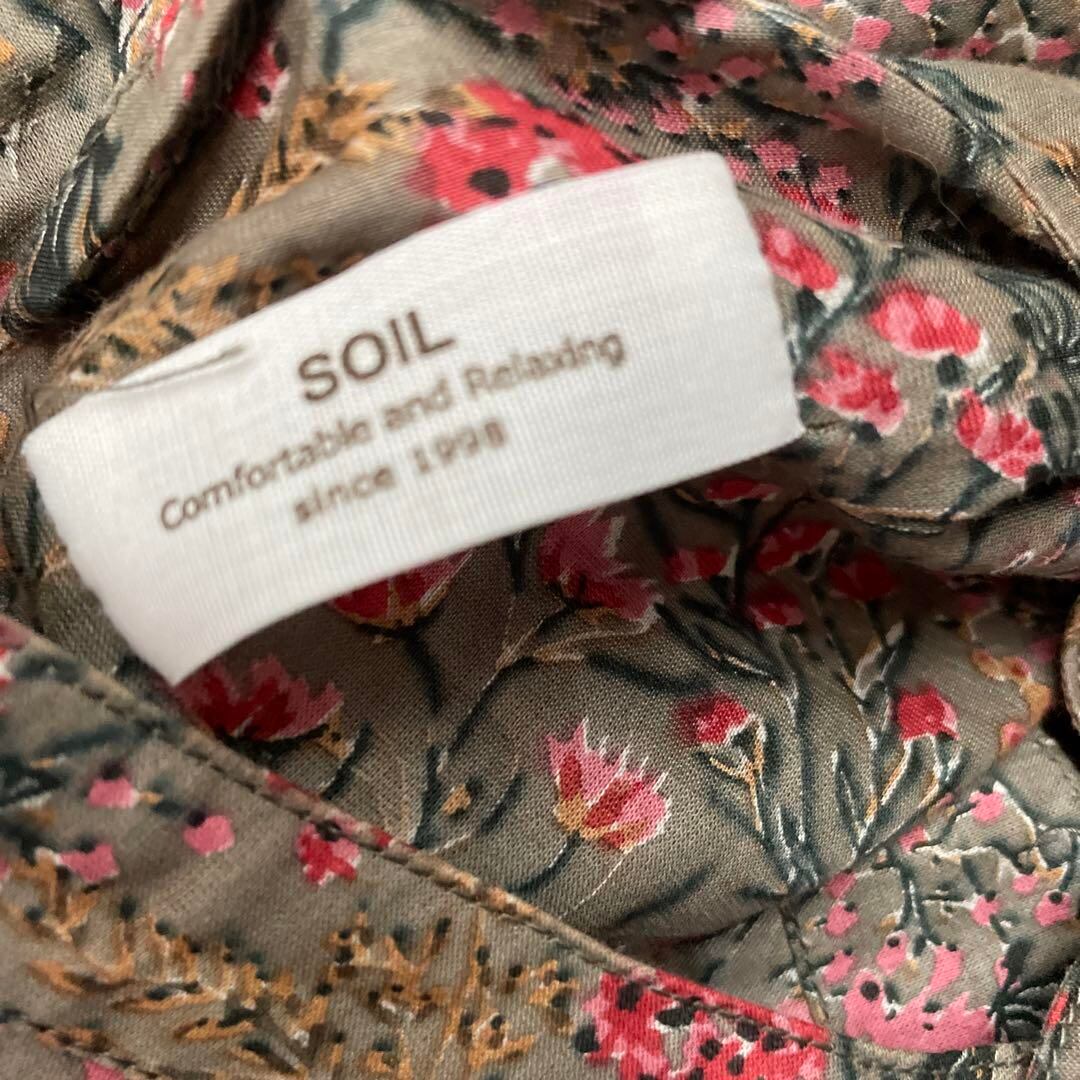 SOIL
Comfortable and Relaxing
since 1998